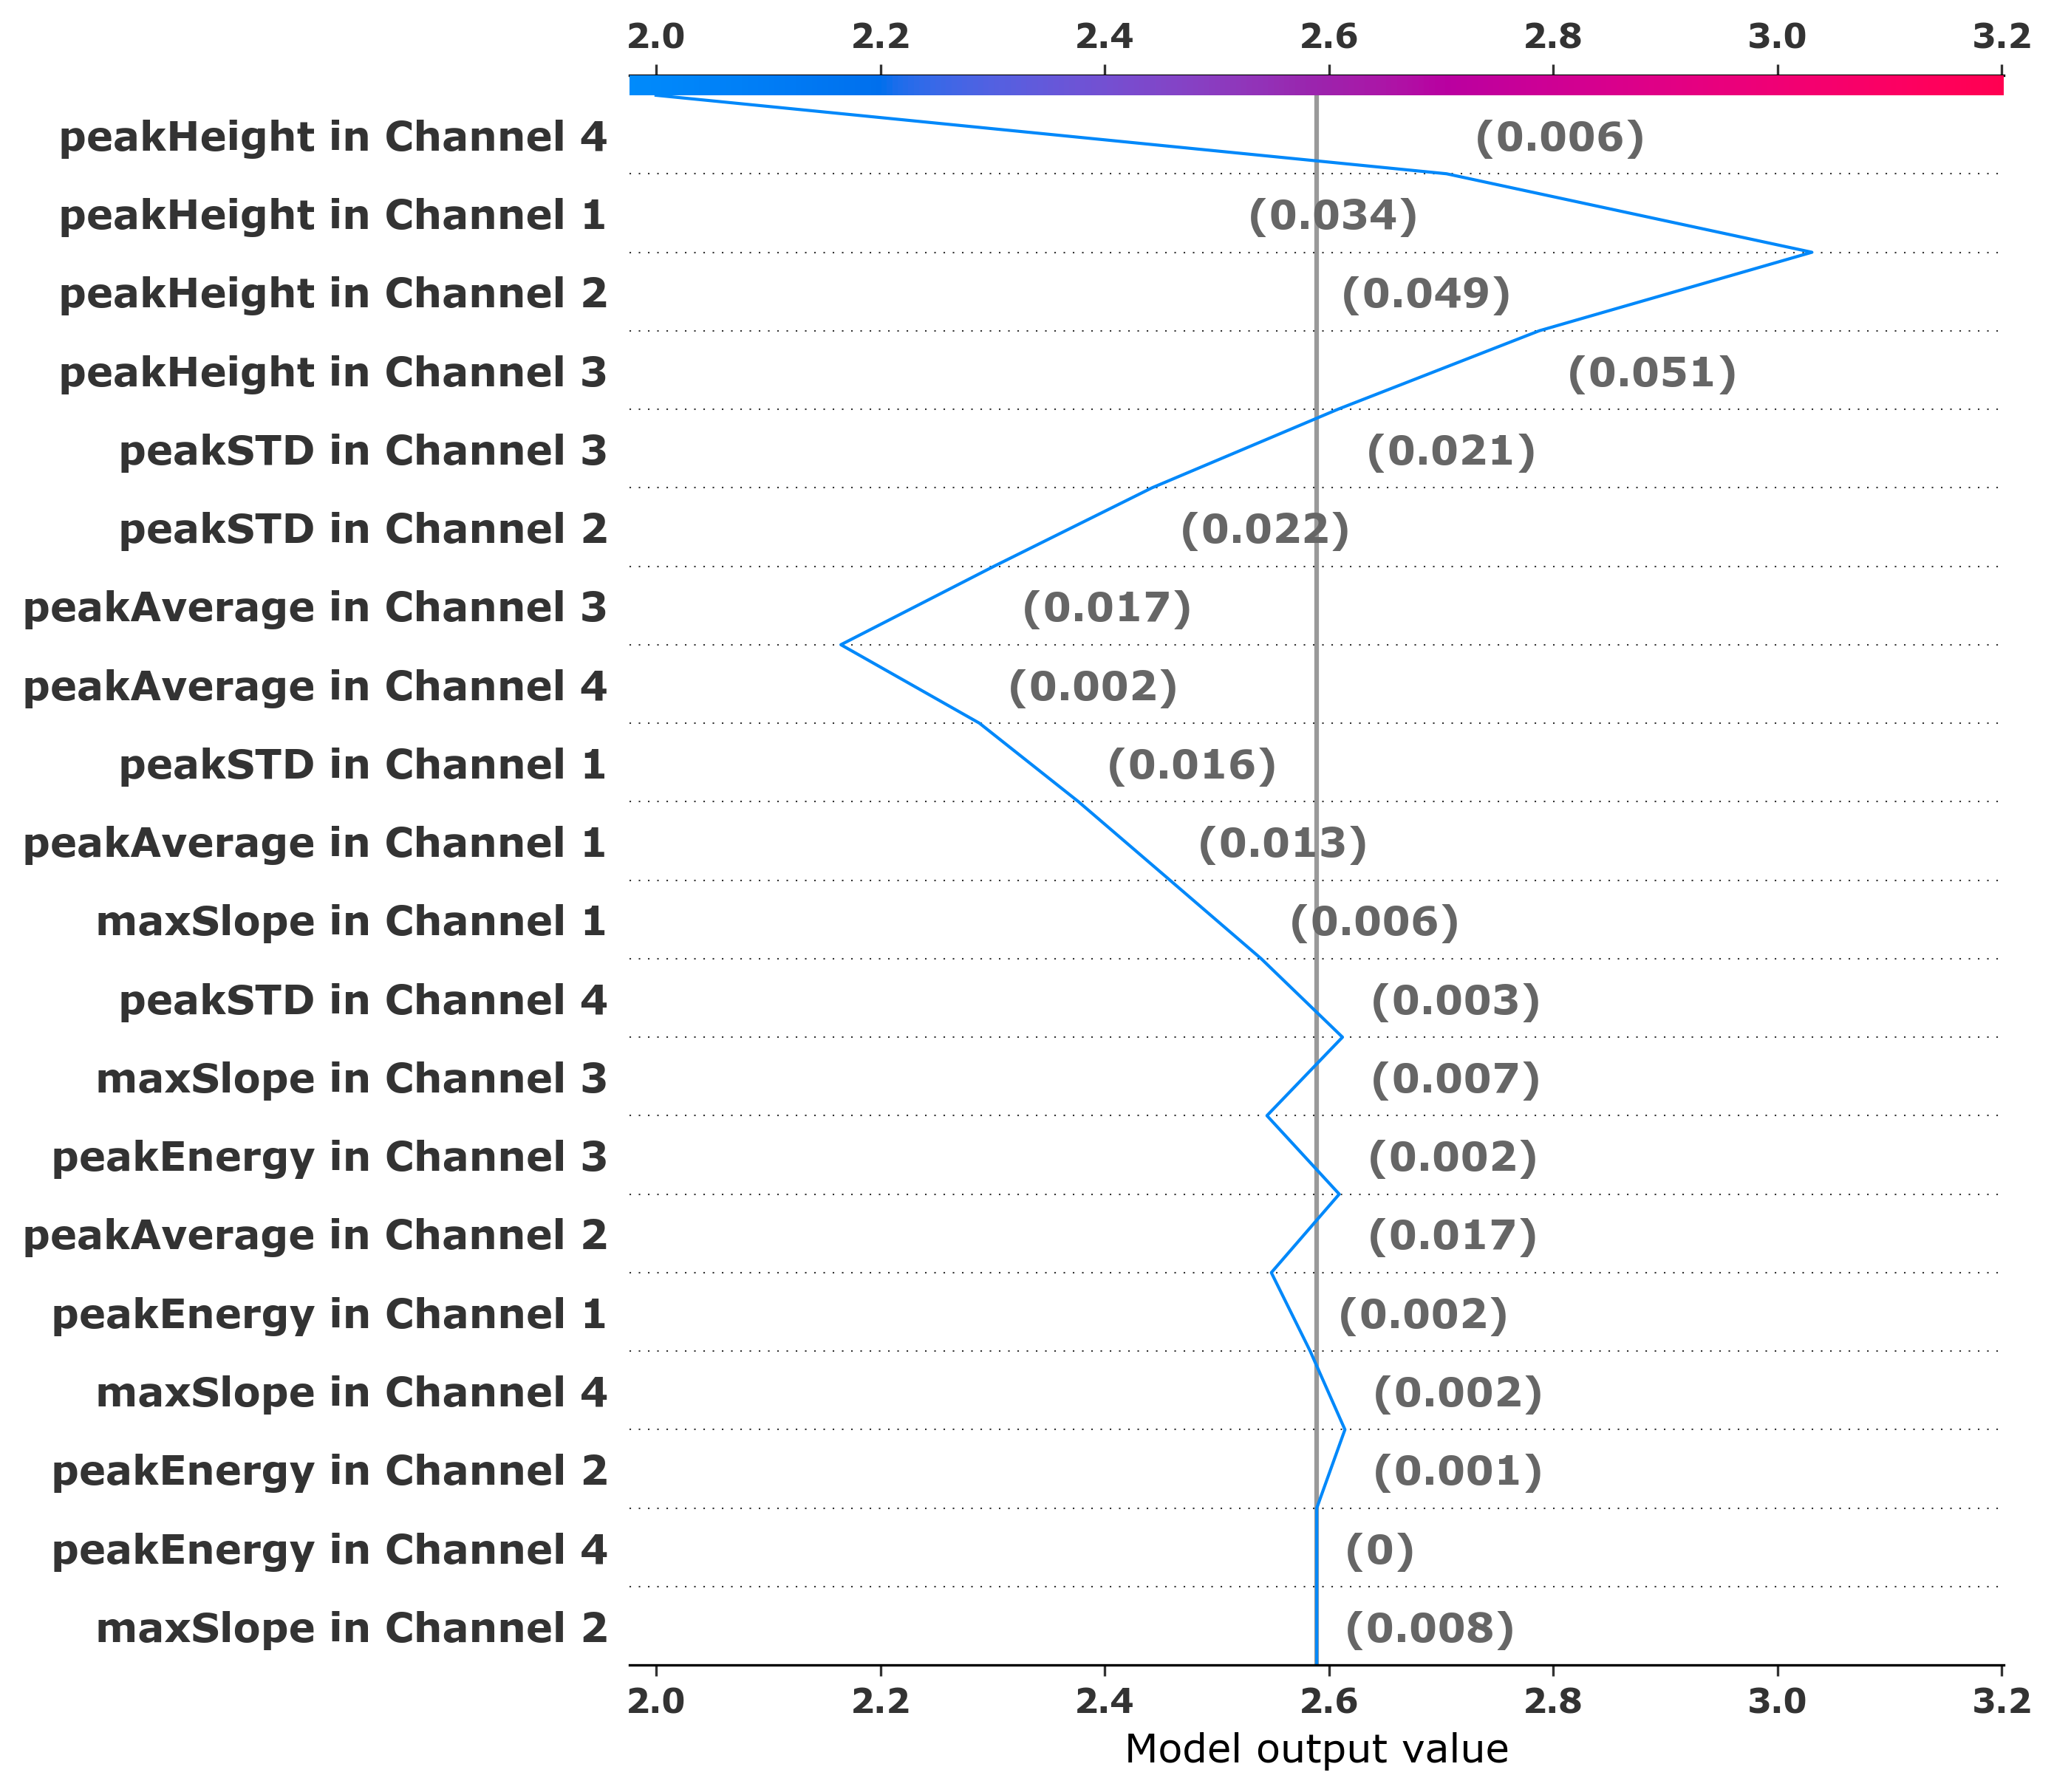 2.0 2.2 2.4 2.6 2.8 3.0 3.2
peakHeight in Channel 4 (0.006)
peakHeight in Channel 1 (0.034)
peakHeight in Channel 2 (0.049)
peakHeight in Channel 3 (0.051)
peakSTD in Channel 3 (0.021)
peakSTD in Channel 2 (0.022)
peakAverage in Channel 3 (0.017)
peakAverage in Channel 4 (0.002)
peakSTD in Channel 1 (0.016)
peakAverage in Channel 1 (0.013)
maxSlope in Channel 1 (0.006)
peakSTD in Channel 4 (0.003)
maxSlope in Channel 3 (0.007)
peakEnergy in Channel 3 (0.002)
peakAverage in Channel 2 (0.017)
peakEnergy in Channel 1 (0.002)
maxSlope in Channel 4 (0.002)
peakEnergy in Channel 2 (0.001)
peakEnergy in Channel 4 (0)
maxSlope in Channel 2 (0.008)
2.0 2.2 2.4 2.6 2.8 3.0 3.2
Model output value